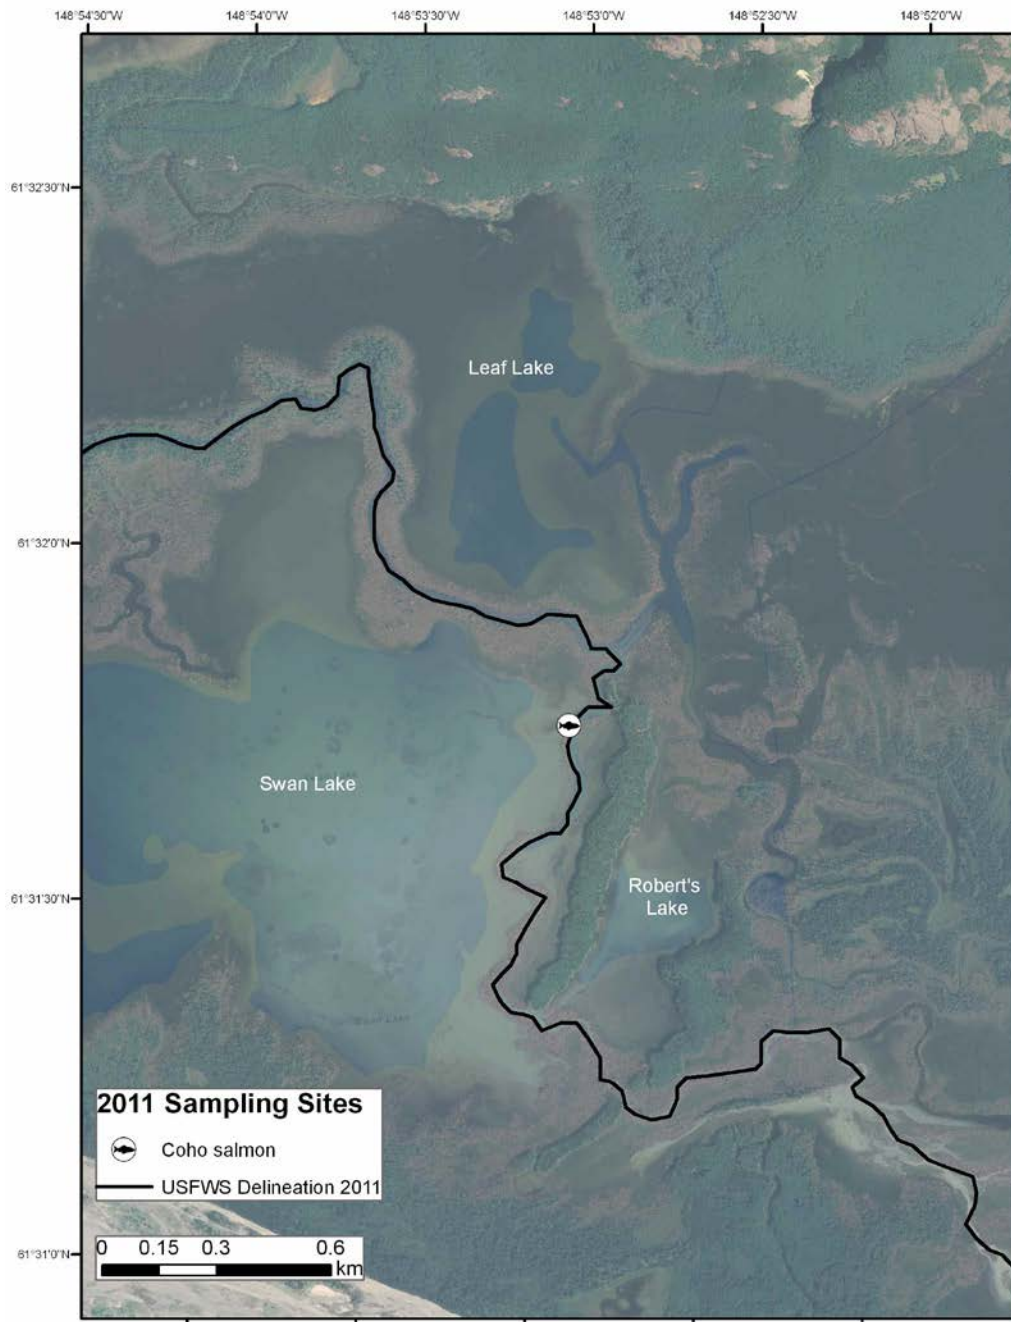 148°54'30"W 148°54'0"W 148°53'30"W 148°53'0"W 148°52'30"W 148°52'0"W
61°32'30"N
Leaf Lake
61°32'0"N
Swan Lake
Robert's
Lake
61°31'30"N
2011 Sampling Sites
Coho salmon
USFWS Delineation 2011
61°31'0"N
0 0.15 0.3 0.6
km